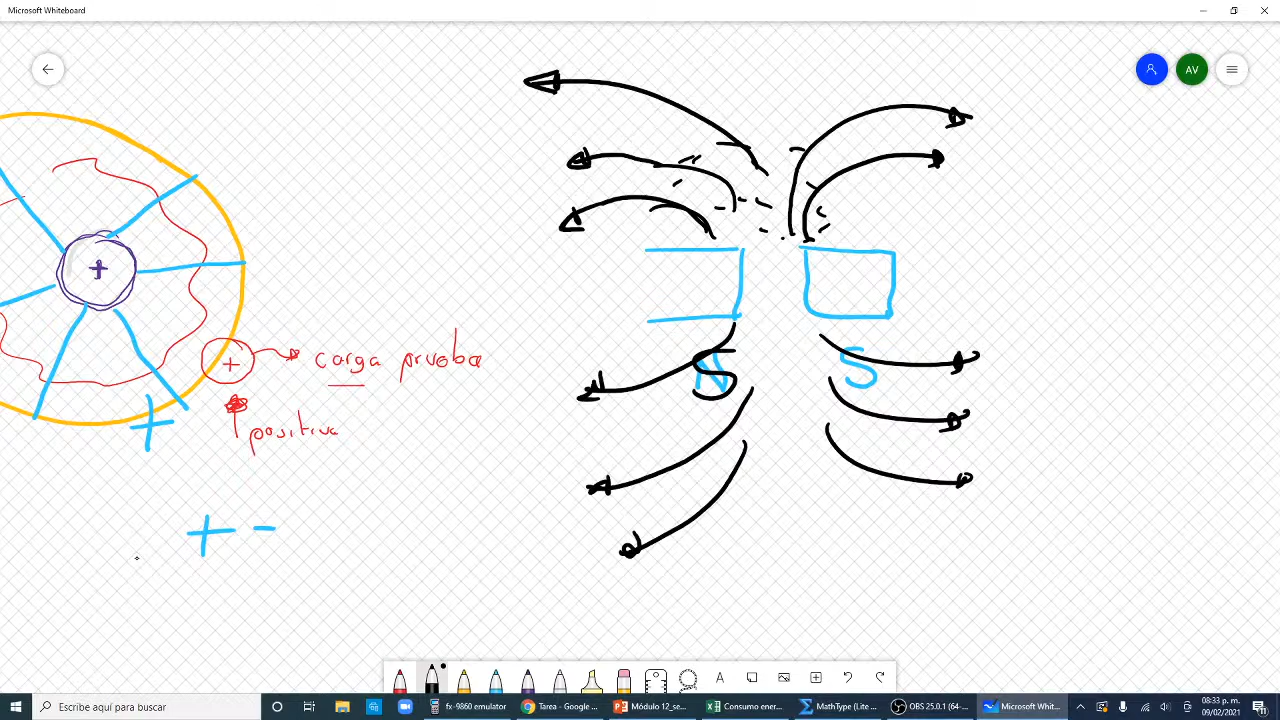 Microsoft Whiteboard
AV
+
+
carga prueba
positiva
+
+ -
S
N
S
A
Escribe aquí para buscar
fx-9860 emulator
Tarea - Google ...
Módulo 12_se...
Consumo ener...
MathType (Lite ...
OBS 25.0.1 (64-...
Microsoft Whit...
08:33 p. m.
09/02/2021